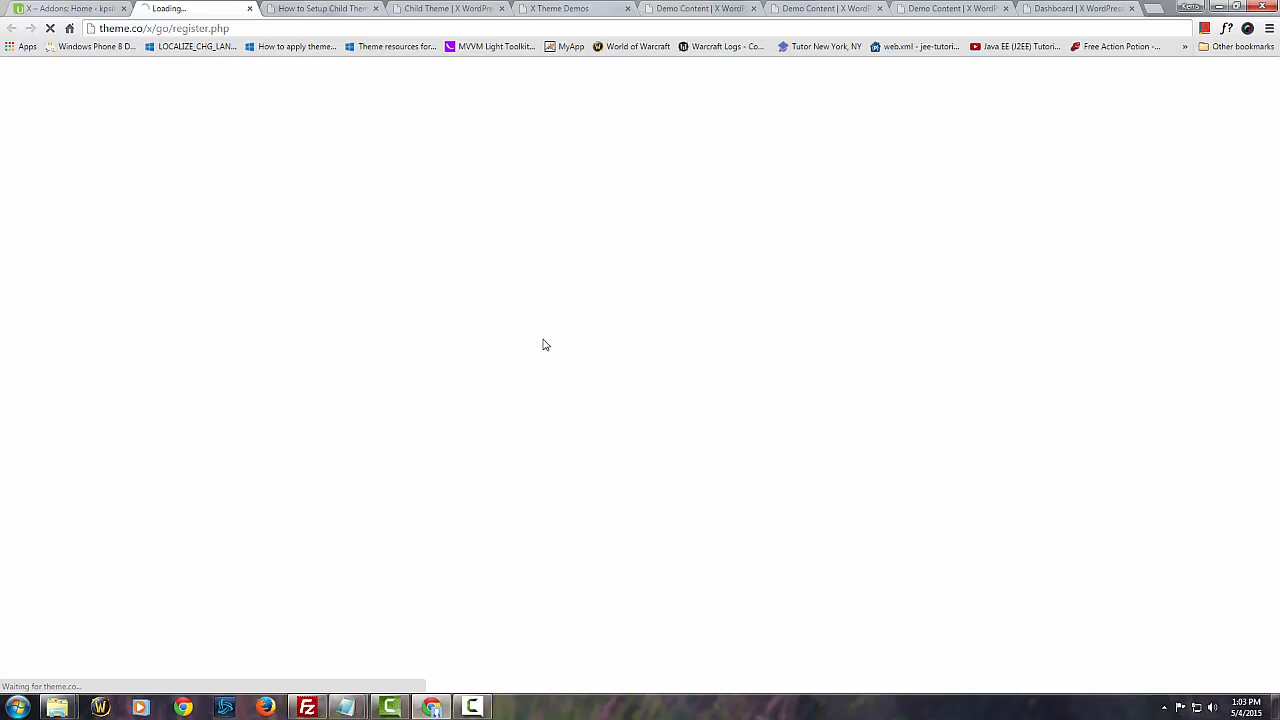 X – Addons: Home - kpsi
Loading...
How to Setup Child Them
Child Theme | X WordPre
X Theme Demos
Demo Content | X WordP
Demo Content | X WordP
Demo Content | X WordP
Dashboard | X WordPress
theme.co/x/go/register.php
ƒ?
Apps
Windows Phone 8 D...
LOCALIZE_CHG_LAN...
How to apply theme...
Theme resources for...
MVVM Light Toolkit...
MyApp
World of Warcraft
Warcraft Logs - Co...
Tutor New York, NY
web.xml - jee-tutori...
Java EE (J2EE) Tutori...
Free Action Potion -...
»
Other bookmarks
Waiting for theme.co...
1:03 PM
5/4/2015